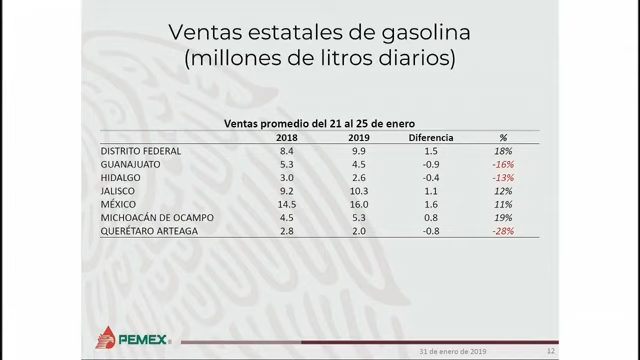 Ventas estatales de gasolina
(millones de litros diarios)
Ventas promedio del 21 al 25 de enero
2018 2019 Diferencia %
DISTRITO FEDERAL 8.4 9.9 1.5 18%
GUANAJUATO 5.3 4.5 -0.9 -16%
HIDALGO 3.0 2.6 -0.4 -13%
JALISCO 9.2 10.3 1.1 12%
MÉXICO 14.5 16.0 1.6 11%
MICHOACÁN DE OCAMPO 4.5 5.3 0.8 19%
QUERÉTARO ARTEAGA 2.8 2.0 -0.8 -28%
PEMEX®
31 de enero de 2019 12